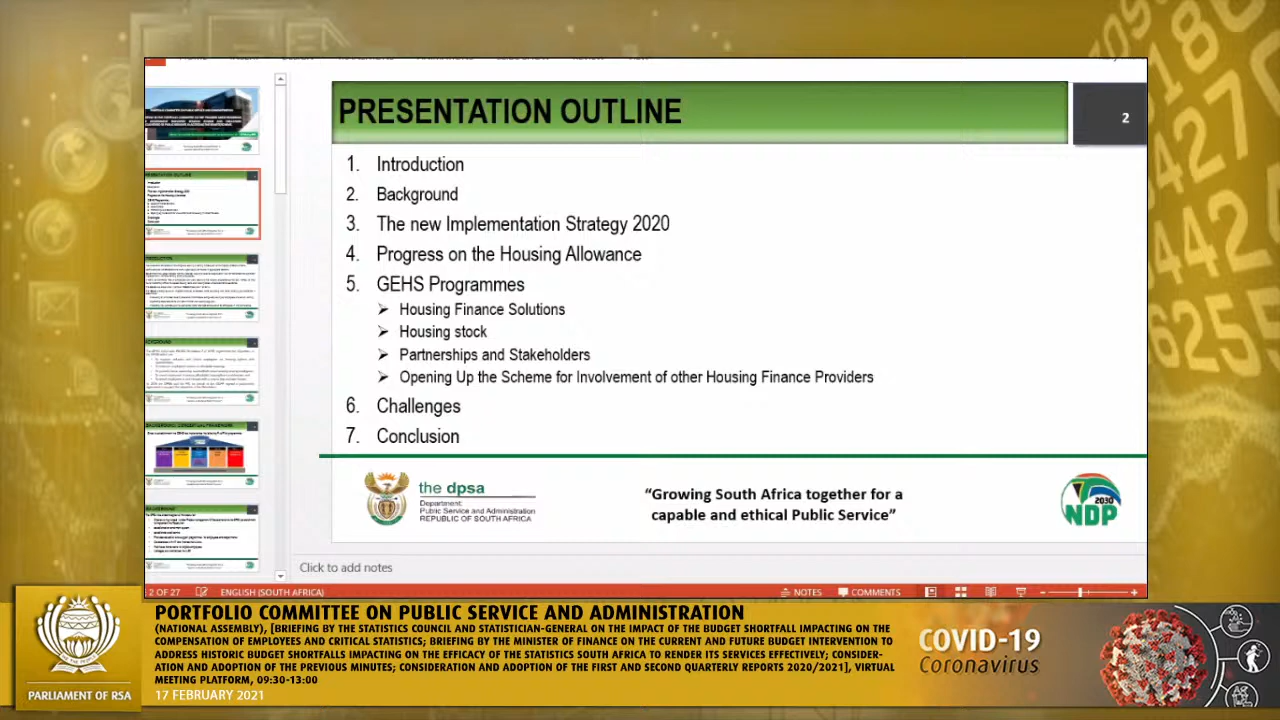 PRESENTATION OUTLINE
2
1. Introduction
2. Background
3. The new Implementation Strategy 2020
4. Progress on the Housing Allowance
5. GEHS Programmes
➢ Housing Finance Solutions
➢ Housing stock
➢ Partnerships and Stakeholders
➢ Opening Up the Scheme for Involvement of other Housing Finance Providers
6. Challenges
7. Conclusion
the dpsa
Department:
Public Service and Administration
REPUBLIC OF SOUTH AFRICA
“Growing South Africa together for a
capable and ethical Public Service”
2030
NDP
Click to add notes
2 OF 27 ENGLISH (SOUTH AFRICA) NOTES COMMENTS
PARLIAMENT OF RSA
PORTFOLIO COMMITTEE ON PUBLIC SERVICE AND ADMINISTRATION
(NATIONAL ASSEMBLY), [BRIEFING BY THE STATISTICS COUNCIL AND STATISTICIAN-GENERAL ON THE IMPACT OF THE BUDGET SHORTFALL IMPACTING ON THE
COMPENSATION OF EMPLOYEES AND CRITICAL STATISTICS; BRIEFING BY THE MINISTER OF FINANCE ON THE CURRENT AND FUTURE BUDGET INTERVENTION TO
ADDRESS HISTORIC BUDGET SHORTFALLS IMPACTING ON THE EFFICACY OF THE STATISTICS SOUTH AFRICA TO RENDER ITS SERVICES EFFECTIVELY; CONSIDER-
ATION AND ADOPTION OF THE PREVIOUS MINUTES; CONSIDERATION AND ADOPTION OF THE FIRST AND SECOND QUARTERLY REPORTS 2020/2021], VIRTUAL
MEETING PLATFORM, 09:30-13:00
17 FEBRUARY 2021
COVID-19
Coronavirus